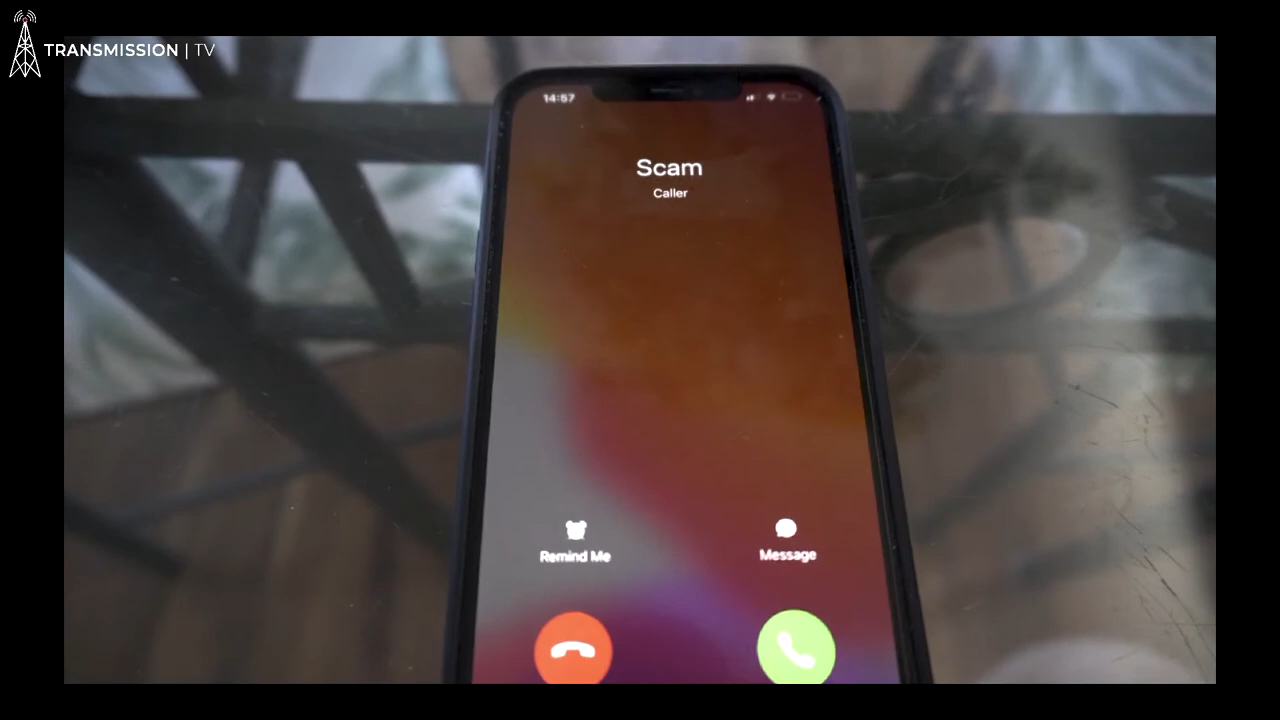 TRANSMISSION | TV
14:57
Scam
Caller
Remind Me
Message